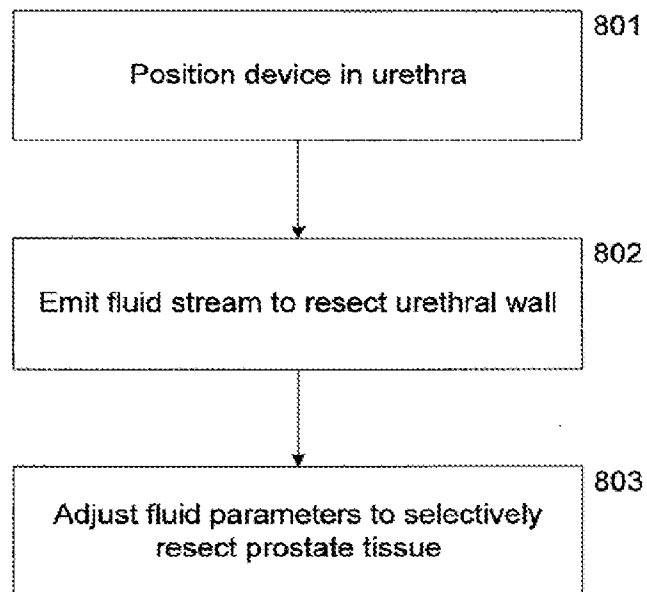 801
Position device in urethra
802
Emit fluid stream to resect urethral wall
803
Adjust fluid parameters to selectively
resect prostate tissue